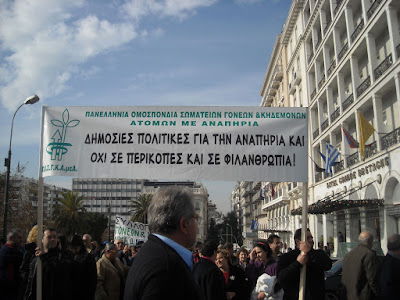 ΠΑΝΕΛΛΗΝΙΑ ΟΜΟΣΠΟΝΔΙΑ ΣΩΜΑΤΕΙΩΝ ΓΟΝΕΩΝ &ΚΗΔΕΜΟΝΩΝ
ΑΤΟΜΩΝ ΜΕ ΑΝΑΠΗΡΙΑ
ΔΗΜΟΣΙΕΣ ΠΟΛΙΤΙΚΕΣ ΓΙΑ ΤΗΝ ΑΝΑΠΗΡΙΑ ΚΑΙ
ΟΧΙ ΣΕ ΠΕΡΙΚΟΠΕΣ ΚΑΙ ΣΕ ΦΙΛΑΝΘΡΩΠΙΑ!